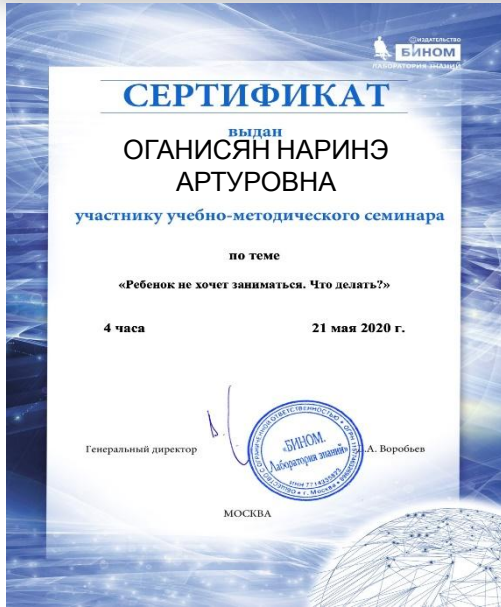 ИЗДАТЕЛЬСТВО
БИНОМ
ЛАБОРАТОРИЯ ЗНАНИЙ
СЕРТИФИКАТ
выдан
ОГАНИСЯН НАРИНЭ
АРТУРОВНА
участнику учебно-методического семинара
по теме
«Ребенок не хочет заниматься. Что делать?»
4 часа
21 мая 2020 г.
Генеральный директор
«БИНОМ.
Лаборатория знаний»
А. Воробьев
МОСКВА